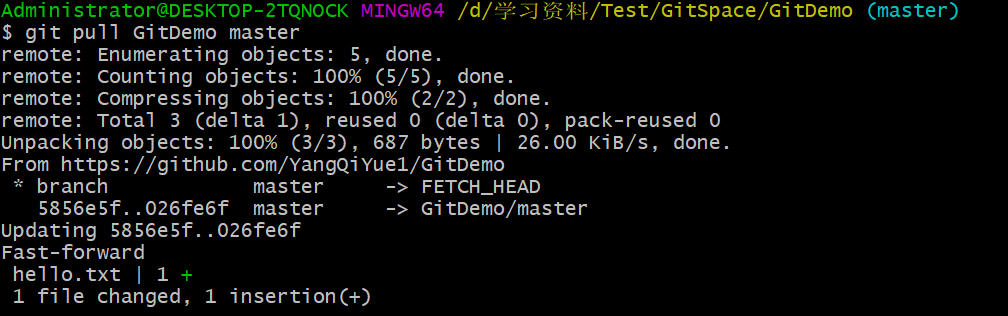 Administrator@DESKTOP-2TQNOCK MINGW64 /d/学习资料/Test/GitSpace/GitDemo (master)
$ git pull GitDemo master
remote: Enumerating objects: 5, done.
remote: Counting objects: 100% (5/5), done.
remote: Compressing objects: 100% (2/2), done.
remote: Total 3 (delta 1), reused 0 (delta 0), pack-reused 0
Unpacking objects: 100% (3/3), 687 bytes | 26.00 KiB/s, done.
From https://github.com/YangQiYue1/GitDemo
 * branch            master     -> FETCH_HEAD
   5856e5f..026fe6f  master     -> GitDemo/master
Updating 5856e5f..026fe6f
Fast-forward
 hello.txt | 1 +
 1 file changed, 1 insertion(+)